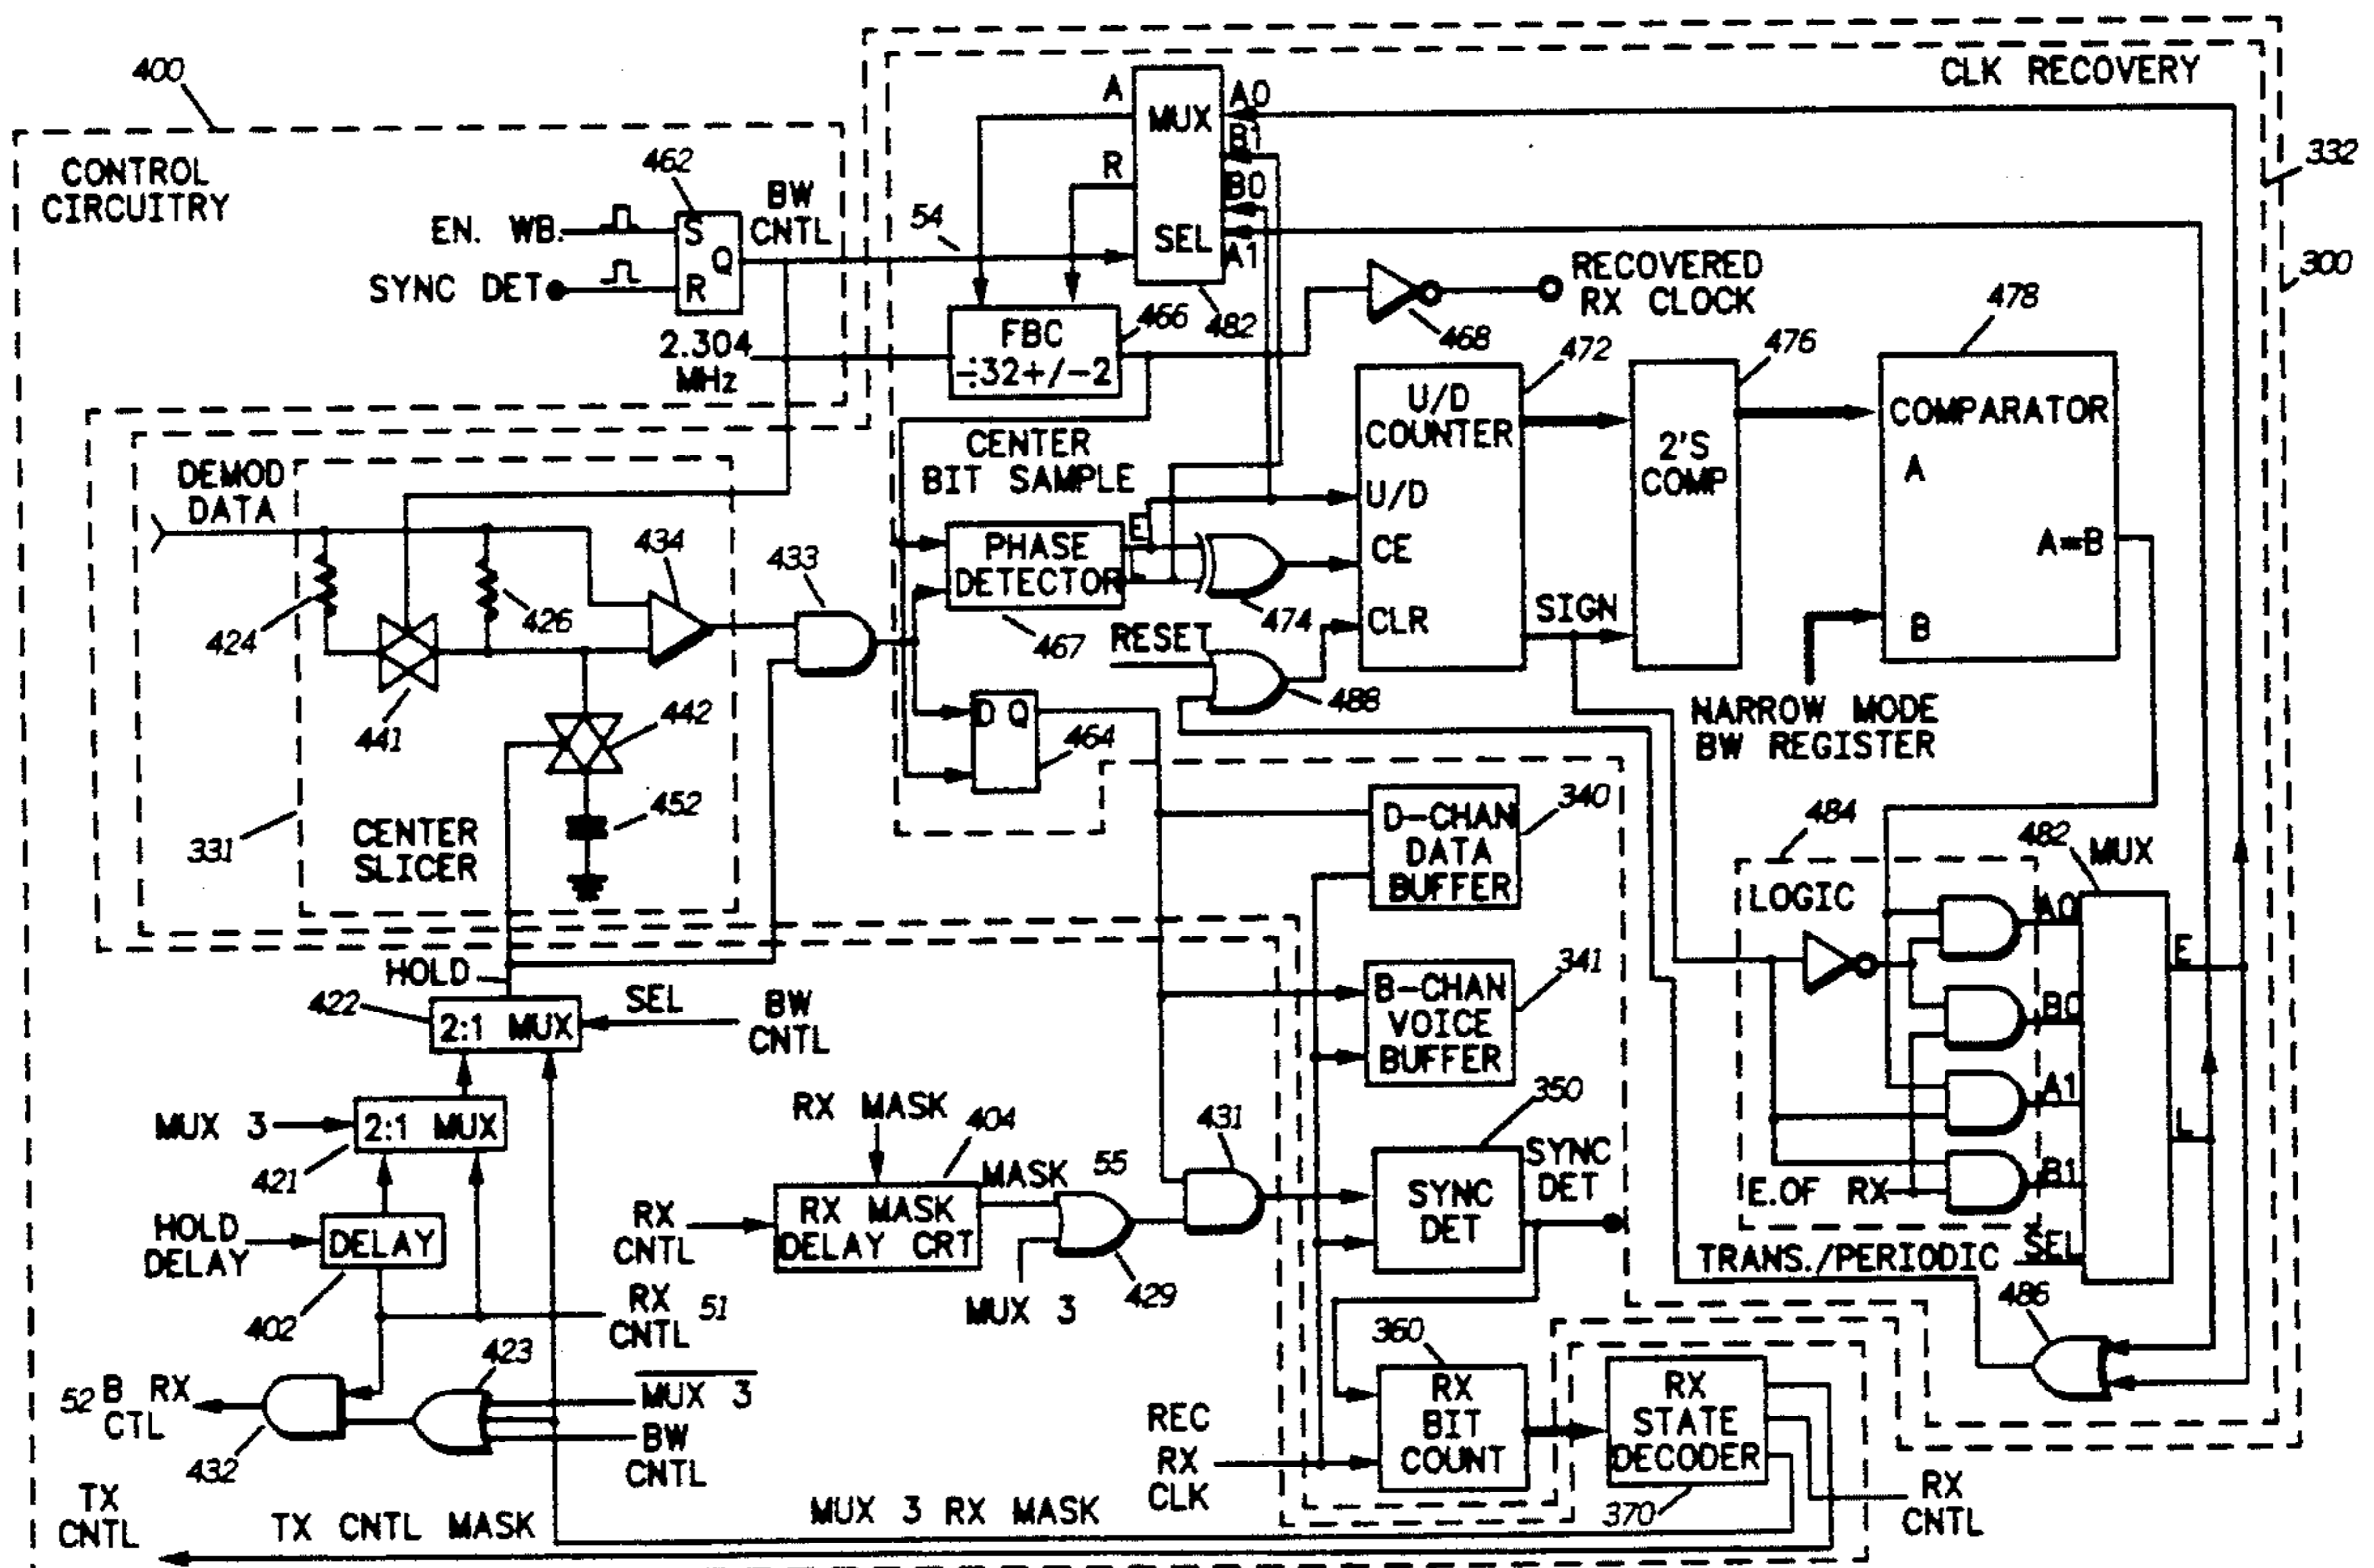 400
CONTROL
CIRCUITRY
462
BW
CNTL
EN. WB.
S
Q
SYNC DET
R
2.304
MHz
54
A
MUX
A0
B1
R
B0
SEL
A1
CLK RECOVERY
332
300
FBC
÷32+/-2
466
482
RECOVERED
RX CLOCK
468
472
476
478
U/D
COUNTER
U/D
CE
CLR
2'S
COMP
COMPARATOR
A
A=B
B
SIGN
NARROW MODE
BW REGISTER
CENTER
BIT SAMPLE
PHASE
DETECTOR
E
467
474
RESET
488
D Q
464
DEMOD
DATA
424
426
434
433
441
442
452
331
CENTER
SLICER
HOLD
422
2:1 MUX
SEL
BW
CNTL
MUX 3
2:1 MUX
421
HOLD
DELAY
DELAY
402
RX
CNTL
51
RX MASK
404
RX
CNTL
RX MASK
DELAY CRT
MASK
55
MUX 3
429
431
D-CHAN
DATA
BUFFER
340
B-CHAN
VOICE
BUFFER
341
350
SYNC
DET
SYNC
DET
484
LOGIC
482
MUX
A0
B0
A1
B1
E
L
E.OF RX
TRANS./PERIODIC
SEL
486
52
B RX
CTL
432
423
MUX 3
BW
CNTL
360
RX
BIT
COUNT
REC
RX
CLK
RX
STATE
DECODER
370
RX
CNTL
TX
CNTL
TX CNTL MASK
MUX 3 RX MASK